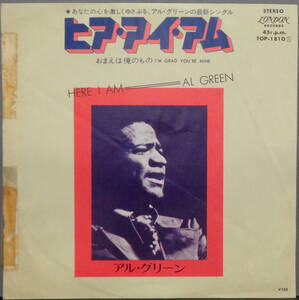 ★あなたの心を激しくゆさぶる、アル・グリーンの最新シングル
ヒア・アイ・アム
おまえは俺のもの I'M GRAD YOU'RE MINE
STEREO
LONDON
RECORDS
45r.p.m.
TOP-1810
HERE I AM AL GREEN
アル・グリーン